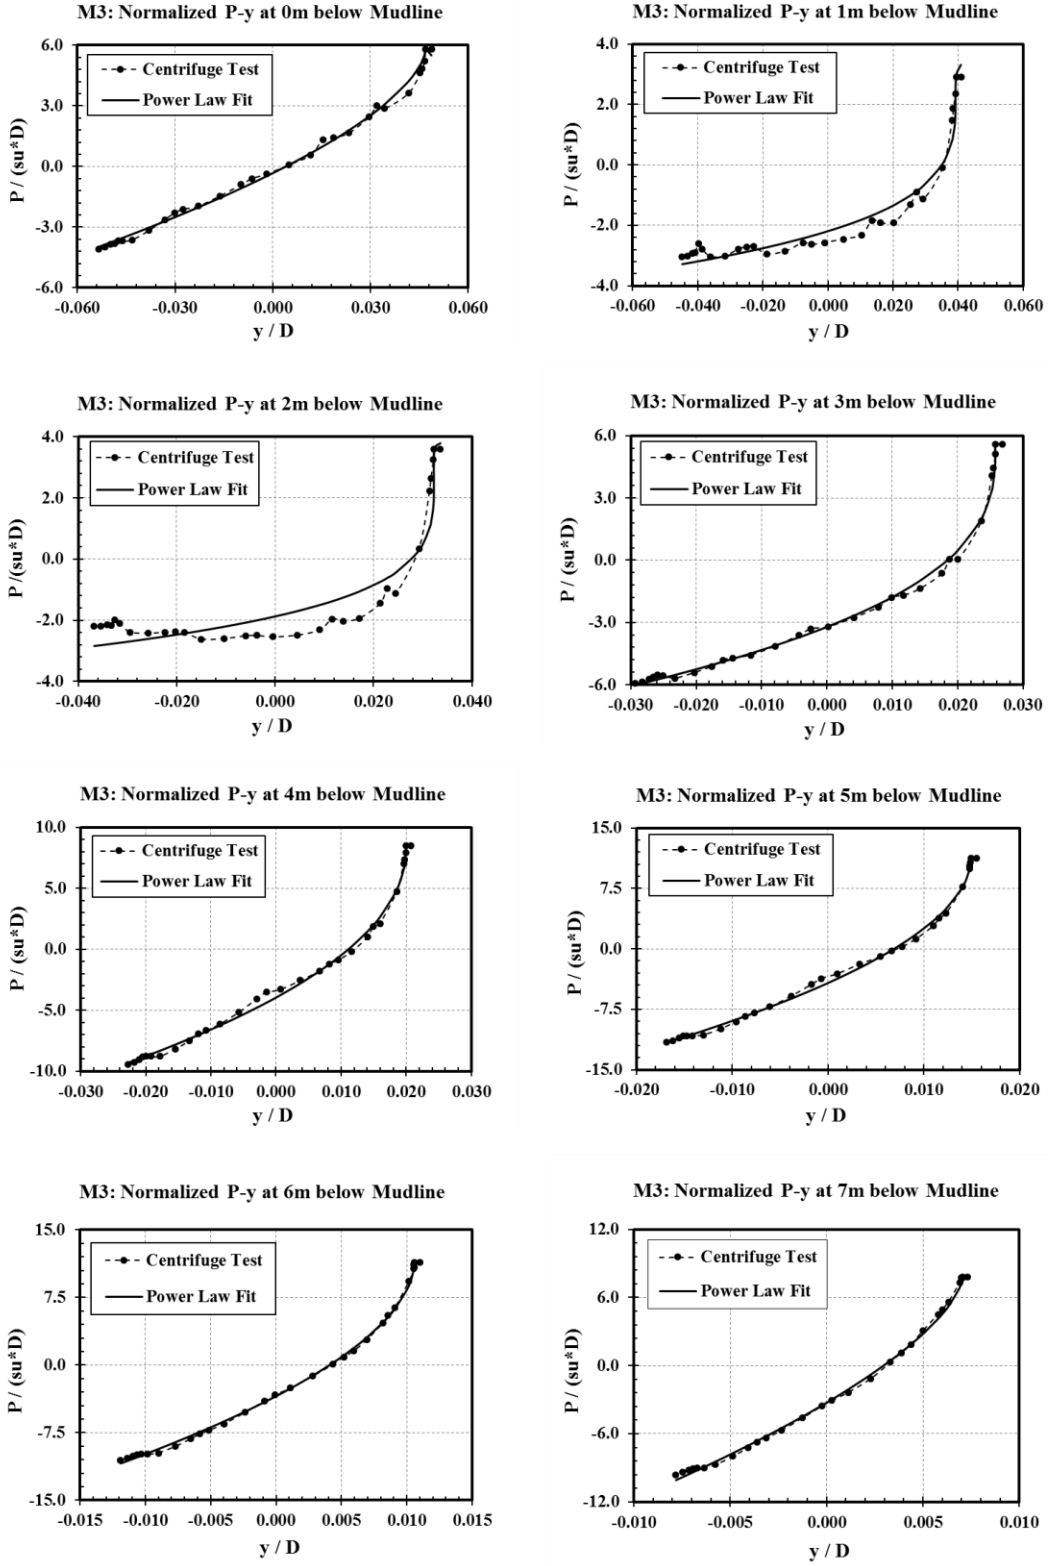 M3: Normalized P-y at 0m below Mudline
6.0
3.0
0.0
-3.0
-6.0
P / (su*D)
Centrifuge Test
Power Law Fit
-0.060 -0.030 0.000 0.030 0.060
y / D
M3: Normalized P-y at 1m below Mudline
4.0
2.0
0.0
-2.0
-4.0
P / (su*D)
Centrifuge Test
Power Law Fit
-0.060 -0.040 -0.020 0.000 0.020 0.040 0.060
y / D
M3: Normalized P-y at 2m below Mudline
4.0
2.0
0.0
-2.0
-4.0
P /(su*D)
Centrifuge Test
Power Law Fit
-0.040 -0.020 0.000 0.020 0.040
y / D
M3: Normalized P-y at 3m below Mudline
6.0
3.0
0.0
-3.0
-6.0
P / (su*D)
Centrifuge Test
Power Law Fit
-0.030 -0.020 -0.010 0.000 0.010 0.020 0.030
y / D
M3: Normalized P-y at 4m below Mudline
10.0
5.0
0.0
-5.0
-10.0
P / (su*D)
Centrifuge Test
Power Law Fit
-0.030 -0.020 -0.010 0.000 0.010 0.020 0.030
y / D
M3: Normalized P-y at 5m below Mudline
15.0
7.5
0.0
-7.5
-15.0
P / (su*D)
Centrifuge Test
Power Law Fit
-0.020 -0.010 0.000 0.010 0.020
y / D
M3: Normalized P-y at 6m below Mudline
15.0
7.5
0.0
-7.5
-15.0
P / (su*D)
Centrifuge Test
Power Law Fit
-0.015 -0.010 -0.005 0.000 0.005 0.010 0.015
y / D
M3: Normalized P-y at 7m below Mudline
12.0
6.0
0.0
-6.0
-12.0
P / (su*D)
Centrifuge Test
Power Law Fit
-0.010 -0.005 0.000 0.005 0.010
y / D